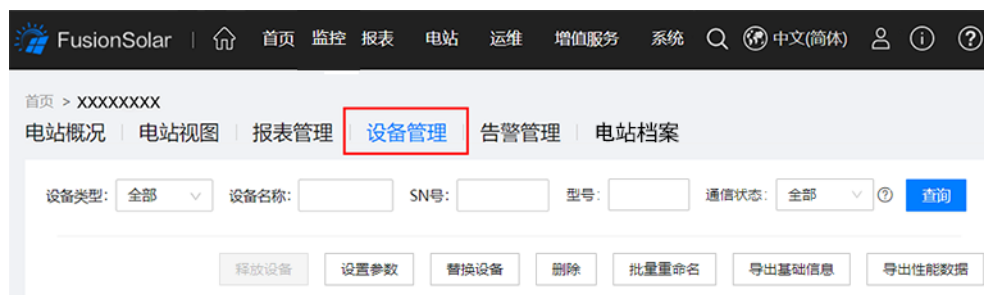 FusionSolar 首页 监控 报表 电站 运维 增值服务 系统 中文(简体)
首页 > XXXXXXXX
电站概况 电站视图 报表管理 设备管理 告警管理 电站档案
设备类型: 全部 设备名称: SN号: 型号: 通信状态: 全部 查询
释放设备 设置参数 替换设备 删除 批量重命名 导出基础信息 导出性能数据